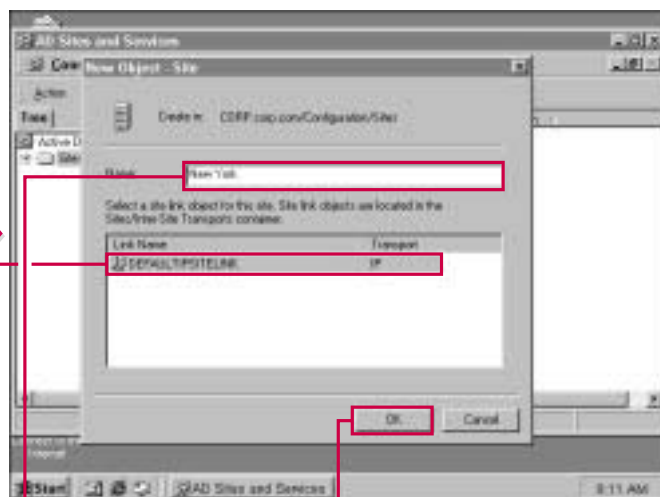 AD Sites and Services
New Object - Site
Action
Tree
Create in: CORP.corp.com/Configuration/Sites
Active D
Sites
Name:
New York
Select a site link object for this site. Site link objects are located in the
Sites/Inter-Site Transports container.
Link Name Transport
DEFAULTIPSITELINK IP
OK Cancel
Start AD Sites and Services 8:11 AM